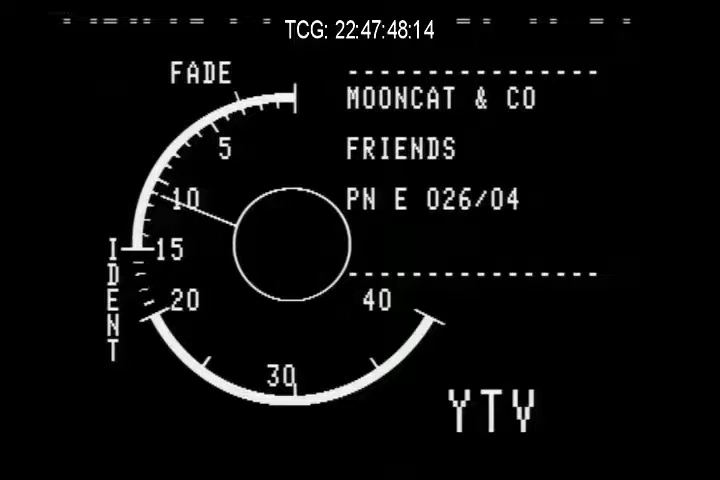 TCG: 22:47:48:14
FADE
MOONCAT & CO
5
FRIENDS
10
PN E 026/04
IDENT
15
20
40
30
YTV